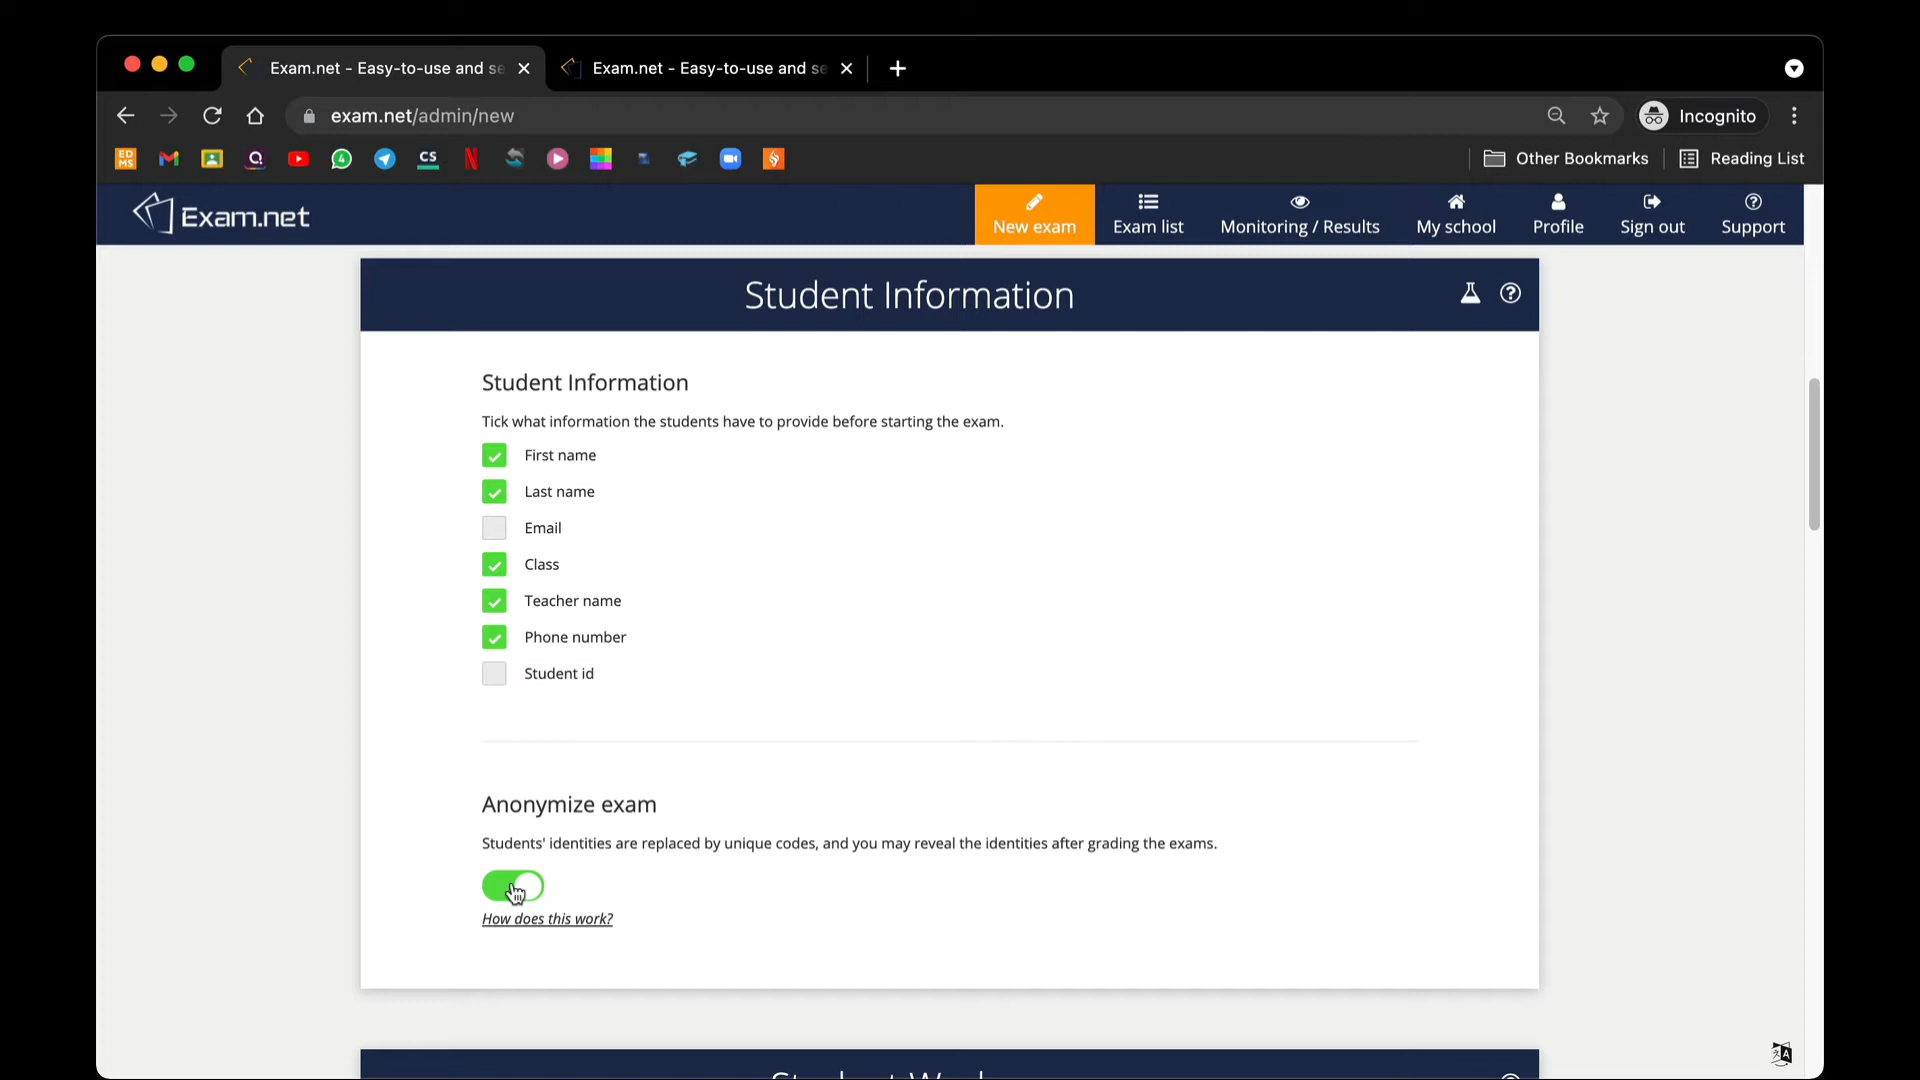 Exam.net - Easy-to-use and se
Exam.net - Easy-to-use and se
exam.net/admin/new
Incognito
ED
MS
4
CS
Other Bookmarks
Reading List
Exam.net
New exam
Exam list
Monitoring / Results
My school
Profile
Sign out
Support
Student Information
Student Information
Tick what information the students have to provide before starting the exam.
First name
Last name
Email
Class
Teacher name
Phone number
Student id
Anonymize exam
Students' identities are replaced by unique codes, and you may reveal the identities after grading the exams.
How does this work?